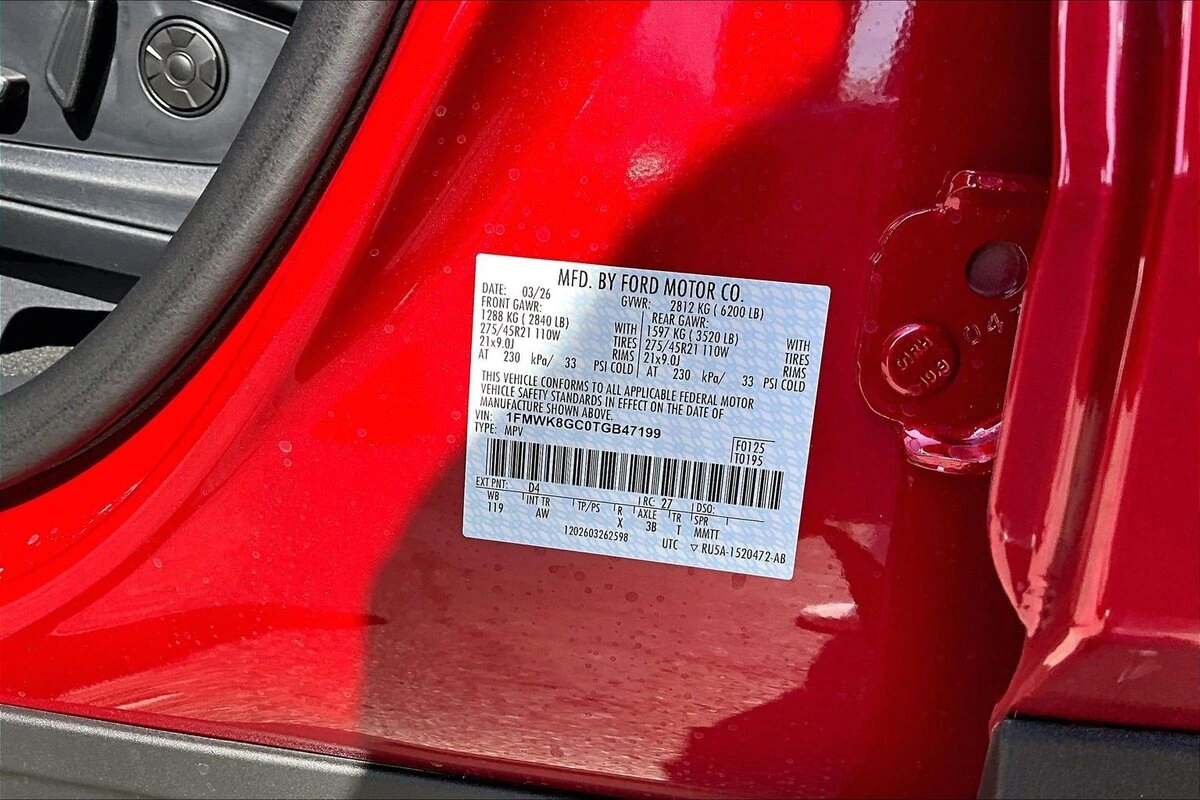 MFD. BY FORD MOTOR CO.
DATE: 03/26 GVWR: 2812 KG ( 6200 LB)
FRONT GAWR: REAR GAWR:
1288 KG ( 2840 LB) WITH 1597 KG ( 3520 LB) WITH
275/45R21 110W TIRES 275/45R21 110W TIRES
21x9.0J RIMS 21x9.0J RIMS
AT 230 kPa/ 33 PSI COLD AT 230 kPa/ 33 PSI COLD
THIS VEHICLE CONFORMS TO ALL APPLICABLE FEDERAL MOTOR
VEHICLE SAFETY STANDARDS IN EFFECT ON THE DATE OF
MANUFACTURE SHOWN ABOVE.
VIN: 1FMWK8GC0TGB47199
TYPE: MPV
F0125
T0195
EXT PNT: D4 RC: 27 DSO:
WB INT TR TP/PS R AXLE TR SPR
119 AW X 3B T MMTT
1202603262598
UTC ▽ RU5A-1520472-AB
04
10.9